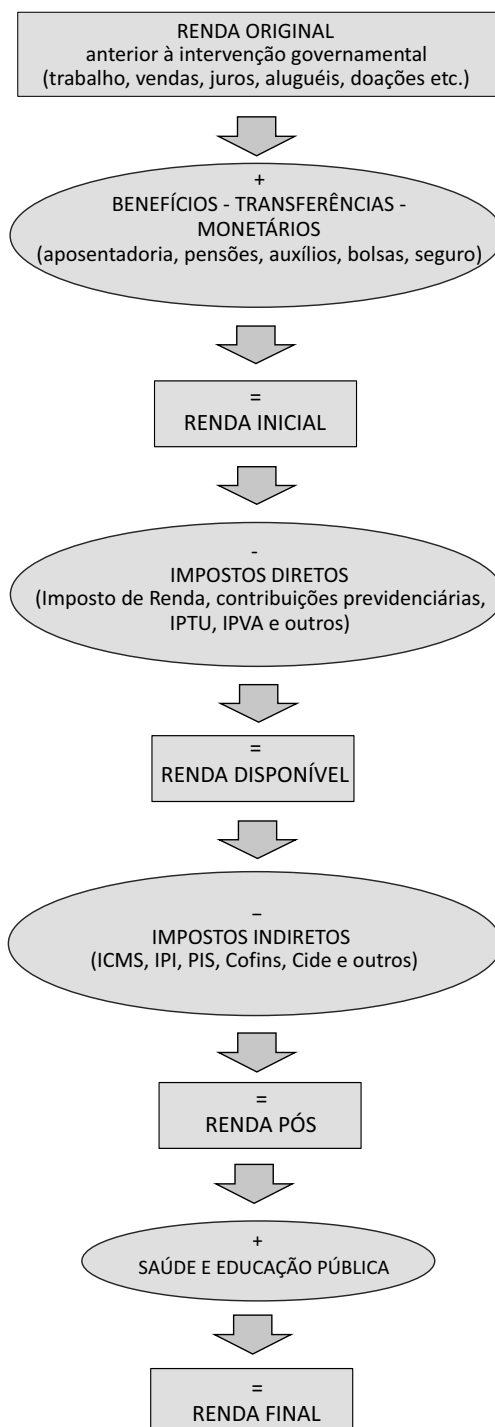 RENDA ORIGINAL
anterior à intervenção governamental
(trabalho, vendas, juros, aluguéis, doações etc.)
+
BENEFÍCIOS - TRANSFERÊNCIAS -
MONETÁRIOS
(aposentadoria, pensões, auxílios, bolsas, seguro)
=
RENDA INICIAL
-
IMPOSTOS DIRETOS
(Imposto de Renda, contribuições previdenciárias,
IPTU, IPVA e outros)
=
RENDA DISPONÍVEL
–
IMPOSTOS INDIRETOS
(ICMS, IPI, PIS, Cofins, Cide e outros)
=
RENDA PÓS
+
SAÚDE E EDUCAÇÃO PÚBLICA
=
RENDA FINAL